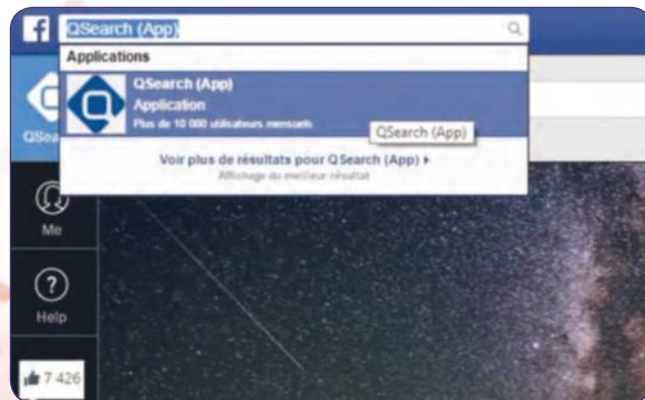 QSearch (App)
Applications
QSearch (App)
Application
Plus de 10 000 utilisateurs mensuels
QSearch (App)
Voir plus de résultats pour QSearch (App)
Affichage du meilleur résultat
QSea
Me
?
Help
7 426